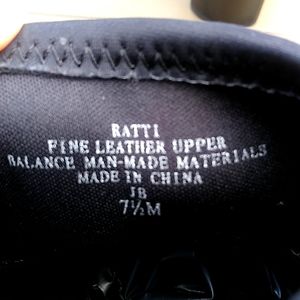 RATTI
FINE LEATHER UPPER
BALANCE MAN-MADE MATERIALS
MADE IN CHINA
JB
7½M